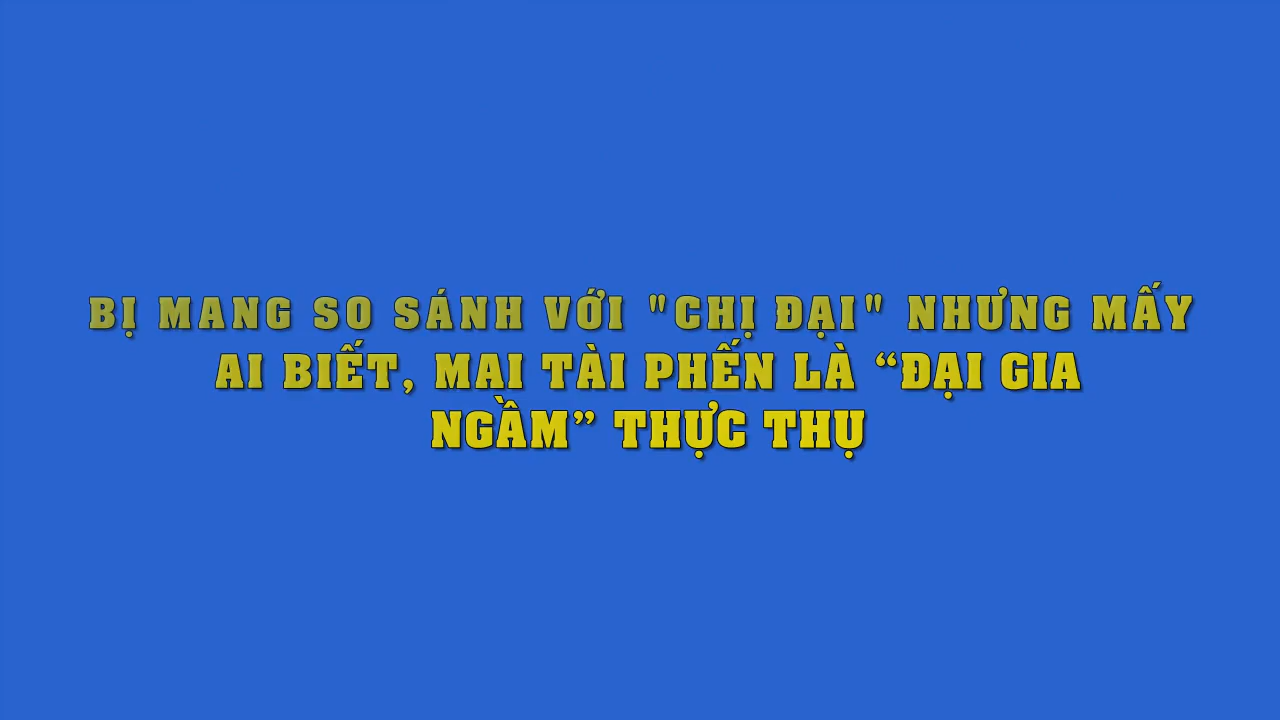 BỊ MANG SO SÁNH VỚI "CHỊ ĐẠI" NHƯNG MẤY
AI BIẾT, MAI TÀI PHẾN LÀ “ĐẠI GIA
NGẦM” THỰC THỤ